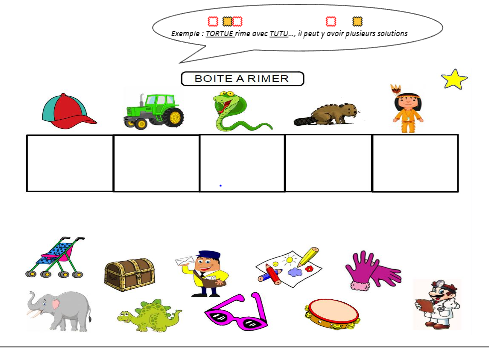 Exemple : TORTUE rime avec TUTU..., il peut y avoir plusieurs solutions
BOITE A RIMER